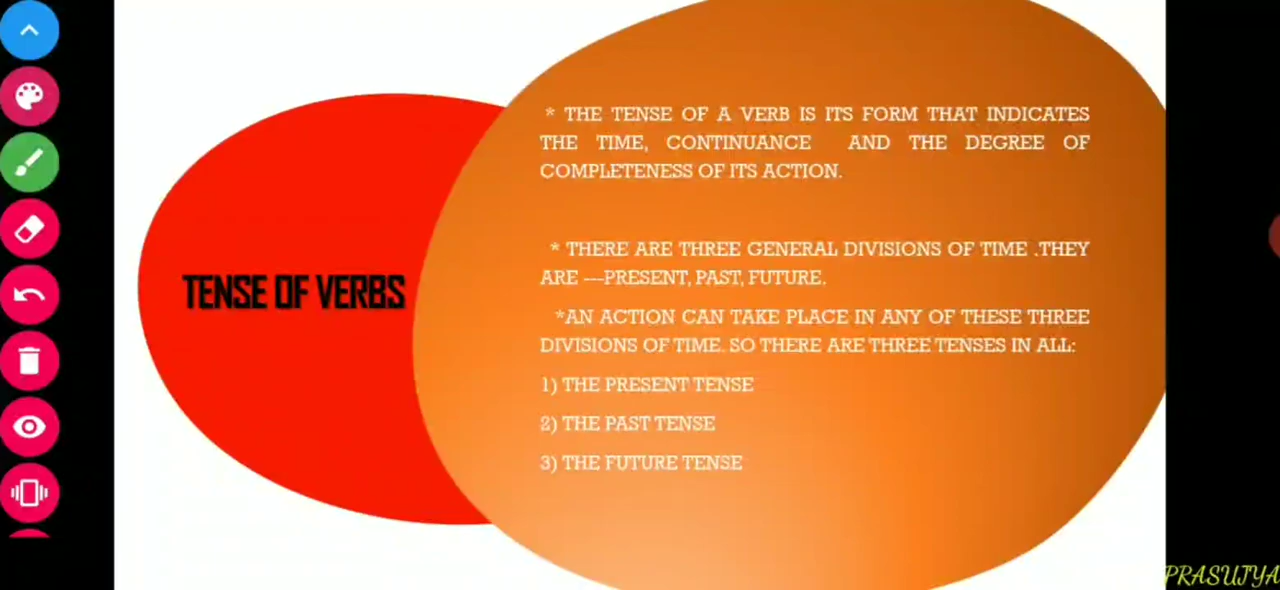 TENSE OF VERBS
* THE TENSE OF A VERB IS ITS FORM THAT INDICATES
THE TIME, CONTINUANCE AND THE DEGREE OF
COMPLETENESS OF ITS ACTION.
* THERE ARE THREE GENERAL DIVISIONS OF TIME .THEY
ARE —PRESENT, PAST, FUTURE.
*AN ACTION CAN TAKE PLACE IN ANY OF THESE THREE
DIVISIONS OF TIME. SO THERE ARE THREE TENSES IN ALL:
1) THE PRESENT TENSE
2) THE PAST TENSE
3) THE FUTURE TENSE
PRASUJYA